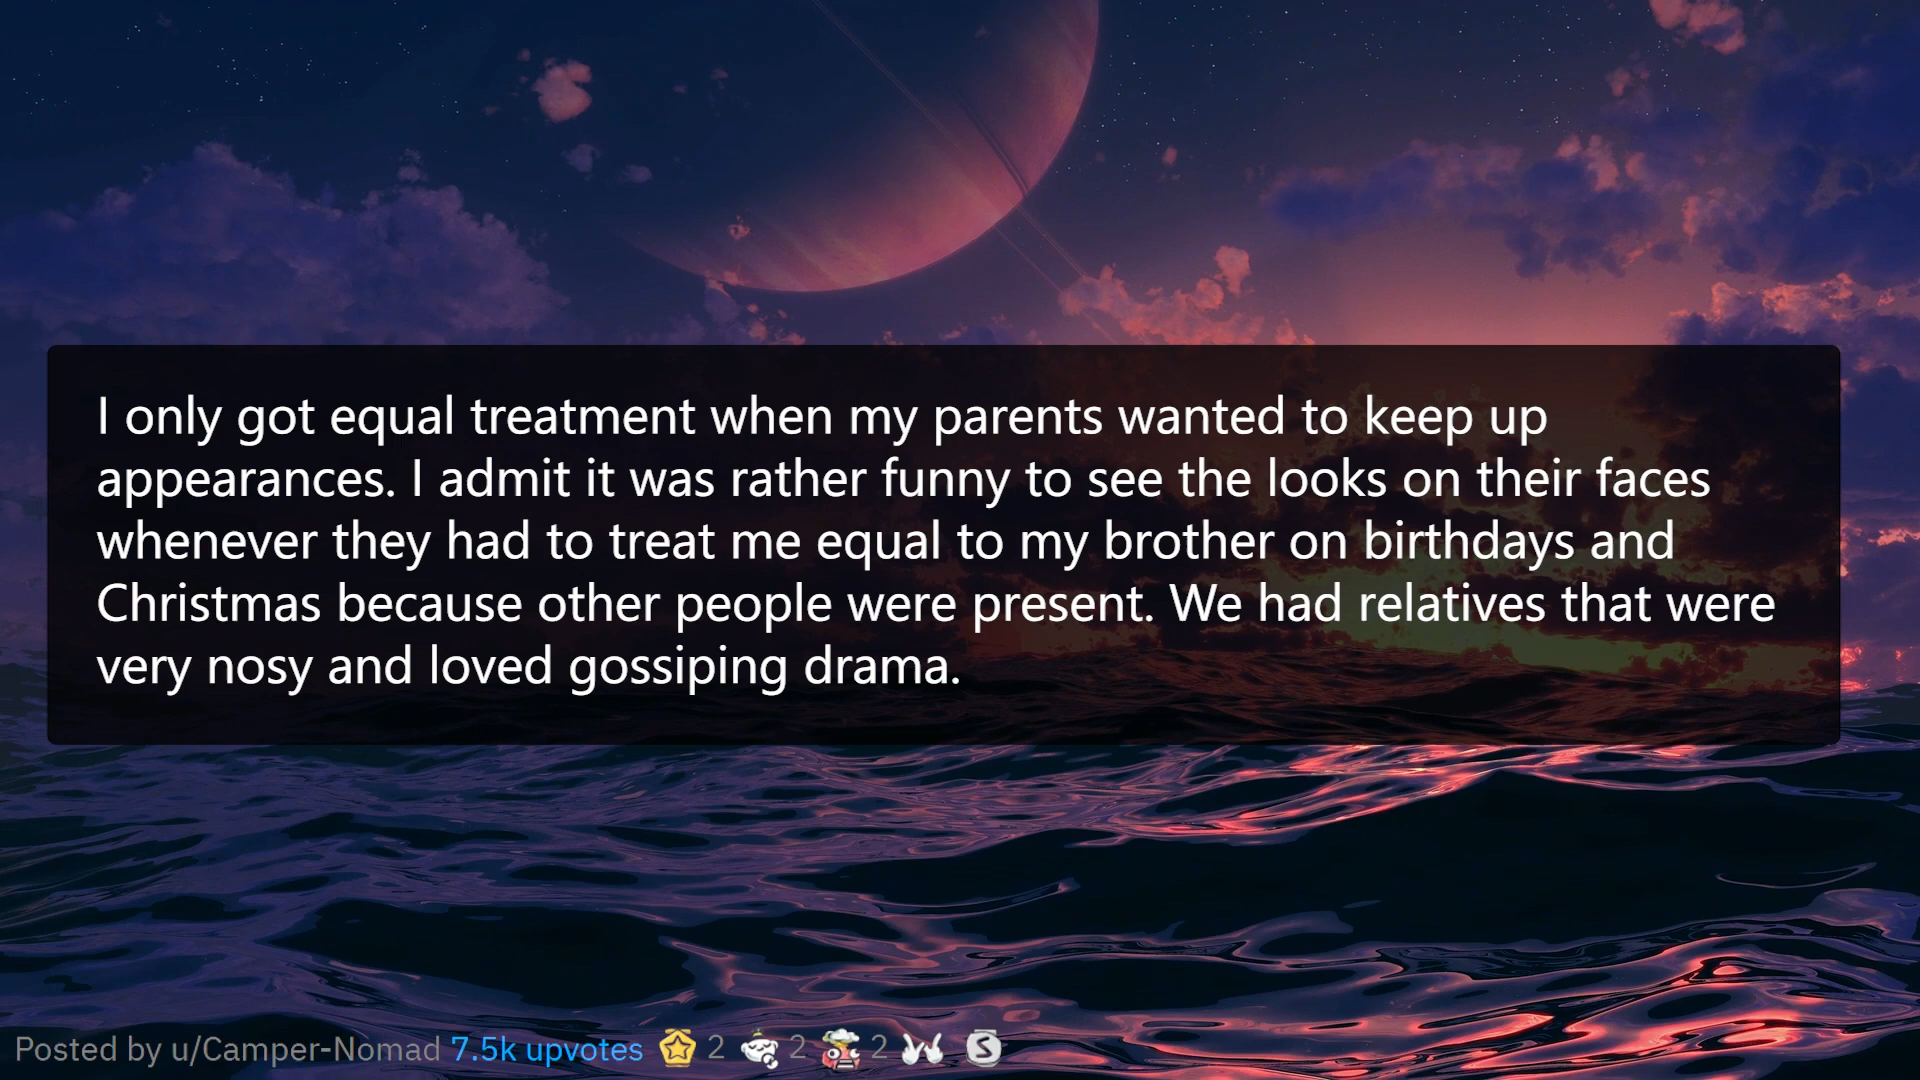 I only got equal treatment when my parents wanted to keep up
appearances. I admit it was rather funny to see the looks on their faces
whenever they had to treat me equal to my brother on birthdays and
Christmas because other people were present. We had relatives that were
very nosy and loved gossiping drama.
Posted by u/Camper-Nomad 7.5k upvotes 2 2 2 S